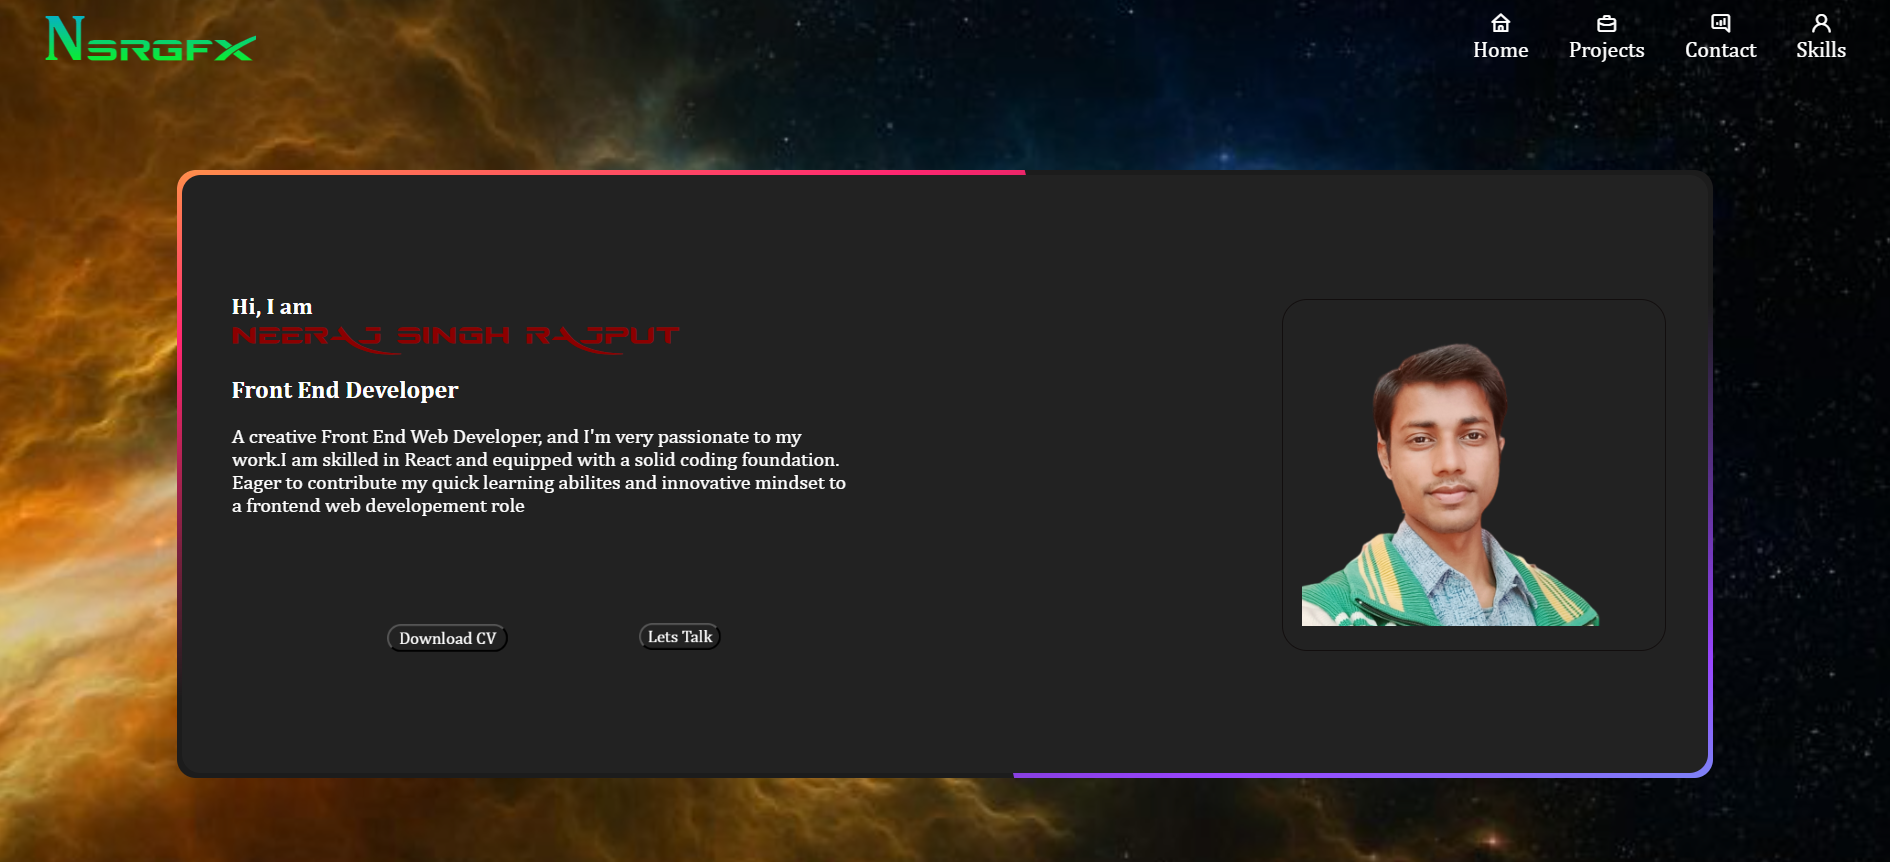 NSRGFX
Home
Projects
Contact
Skills
Hi, I am
NEERAJ SINGH RAJPUT
Front End Developer
A creative Front End Web Developer, and I'm very passionate to my
work.I am skilled in React and equipped with a solid coding foundation.
Eager to contribute my quick learning abilites and innovative mindset to
a frontend web developement role
Download CV
Lets Talk